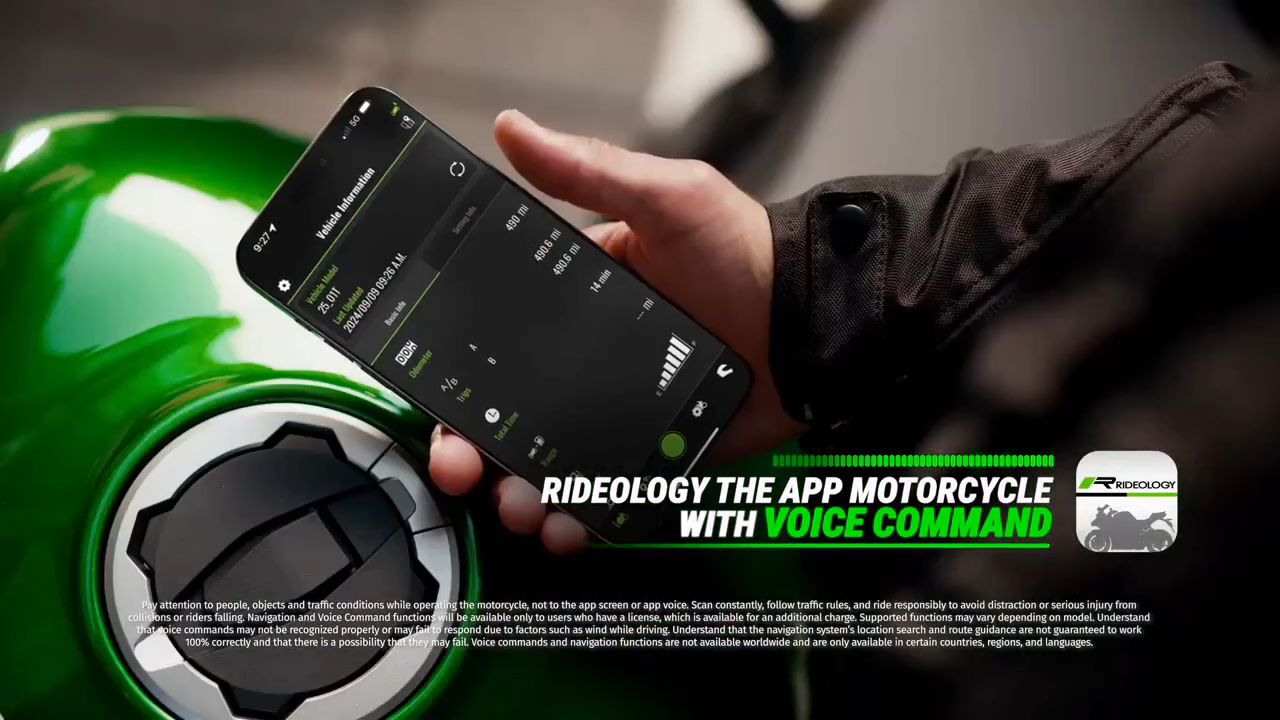 9:27
5G
Vehicle Information
Vehicle Model
25_01T
Last Updated
2024/09/09 09:26 A.M.
Basic Info
Setting Info
Odometer
490 mi
A/B
Trips
A
490.6 mi
B
490.6 mi
Total Time
14 min
Range
--- mi
E
F
RIDEOLOGY THE APP MOTORCYCLE
WITH VOICE COMMAND
RIDEOLOGY
Pay attention to people, objects and traffic conditions while operating the motorcycle, not to the app screen or app voice. Scan constantly, follow traffic rules, and ride responsibly to avoid distraction or serious injury from
collisions or riders falling. Navigation and Voice Command functions will be available only to users who have a license, which is available for an additional charge. Supported functions may vary depending on model. Understand
that voice commands may not be recognized properly or may fail to respond due to factors such as wind while driving. Understand that the navigation system's location search and route guidance are not guaranteed to work
100% correctly and that there is a possibility that they may fail. Voice commands and navigation functions are not available worldwide and are only available in certain countries, regions, and languages.